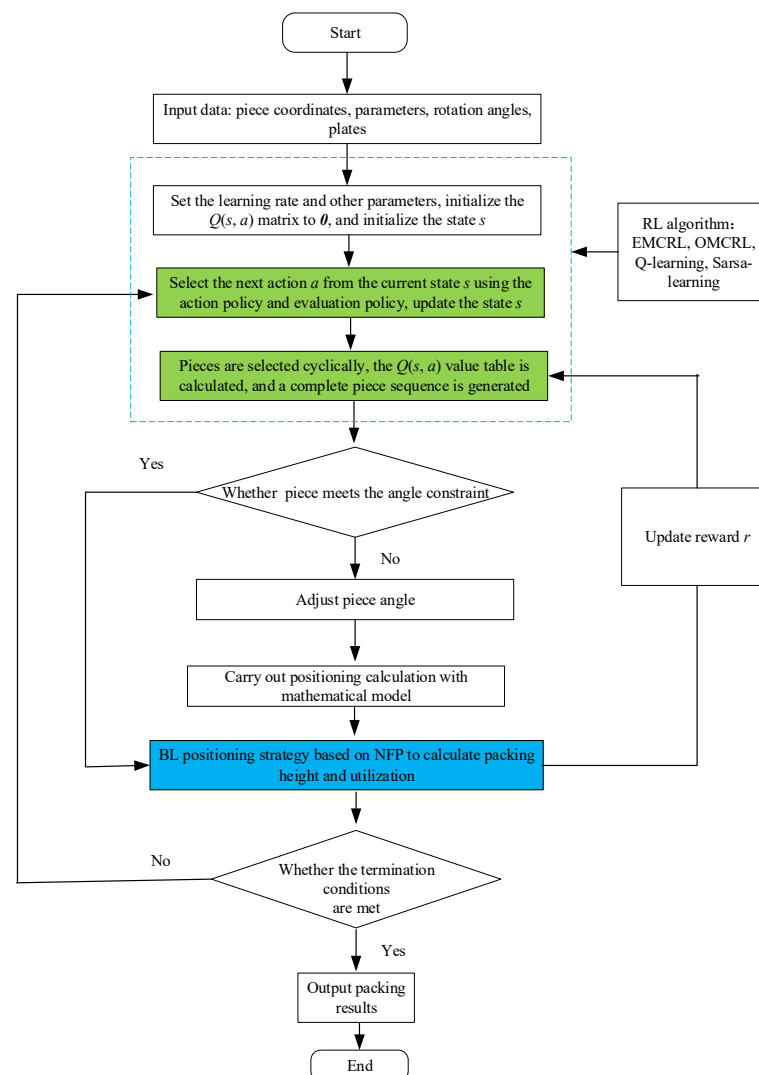 Start
Input data: piece coordinates, parameters, rotation angles,
plates
Set the learning rate and other parameters, initialize the
Q(s, a) matrix to 0, and initialize the state s
RL algorithm：
EMCRL, OMCRL,
Q-learning, Sarsa-
learning
Select the next action a from the current state s using the
action policy and evaluation policy, update the state s
Pieces are selected cyclically, the Q(s, a) value table is
calculated, and a complete piece sequence is generated
Yes
Whether piece meets the angle constraint
No
Update reward r
Adjust piece angle
Carry out positioning calculation with
mathematical model
BL positioning strategy based on NFP to calculate packing
height and utilization
No
Whether the termination
conditions
are met
Yes
Output packing
results
End